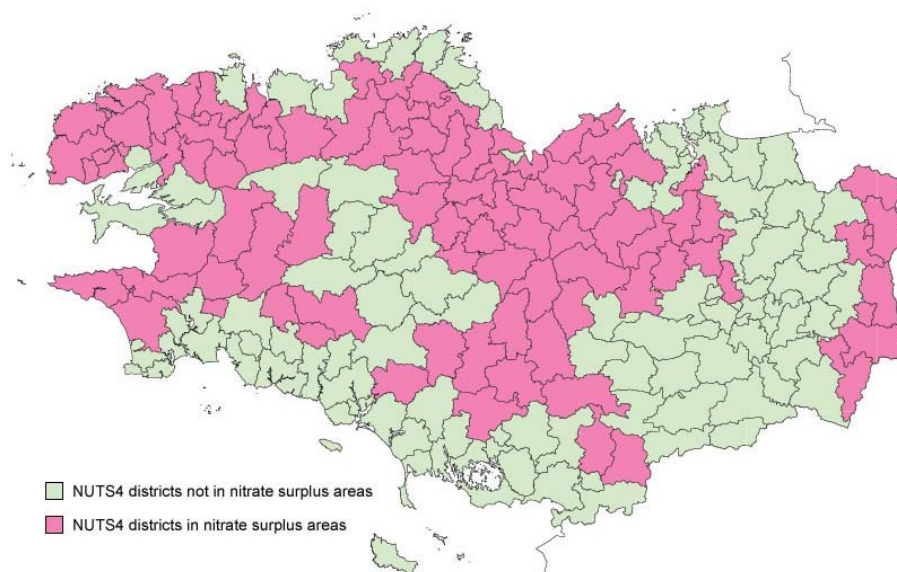 NUTS4 districts not in nitrate surplus areas
NUTS4 districts in nitrate surplus areas